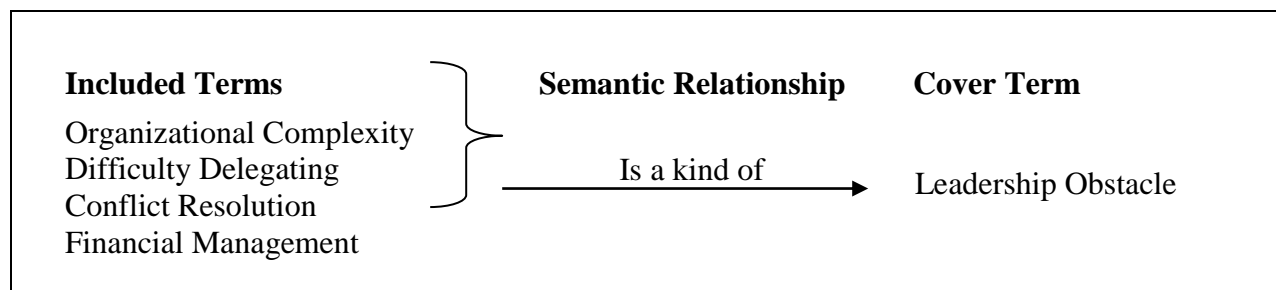 Included Terms Semantic Relationship Cover Term
Organizational Complexity
Difficulty Delegating
Is a kind of
Conflict Resolution
Leadership Obstacle
Financial Management